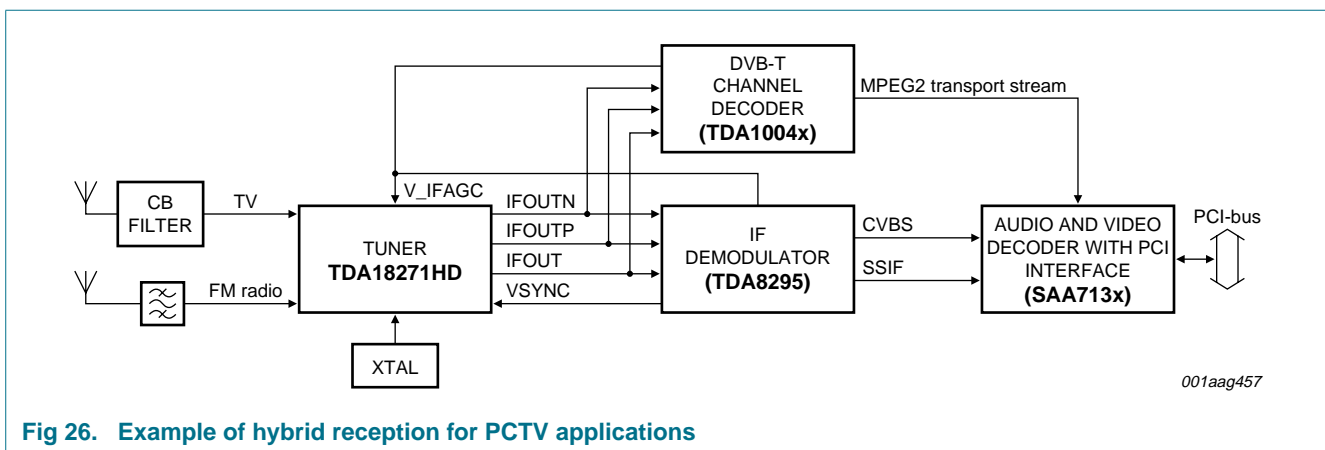 DVB-T
CHANNEL
DECODER
(TDA1004x)
MPEG2 transport stream
CB
FILTER
TV
V_IFAGC
TUNER
TDA18271HD
FM radio
XTAL
IFOUTN
IFOUTP
IFOUT
VSYNC
IF
DEMODULATOR
(TDA8295)
CVBS
SSIF
AUDIO AND VIDEO
DECODER WITH PCI
INTERFACE
(SAA713x)
PCI-bus
001aag457
Fig 26. Example of hybrid reception for PCTV applications